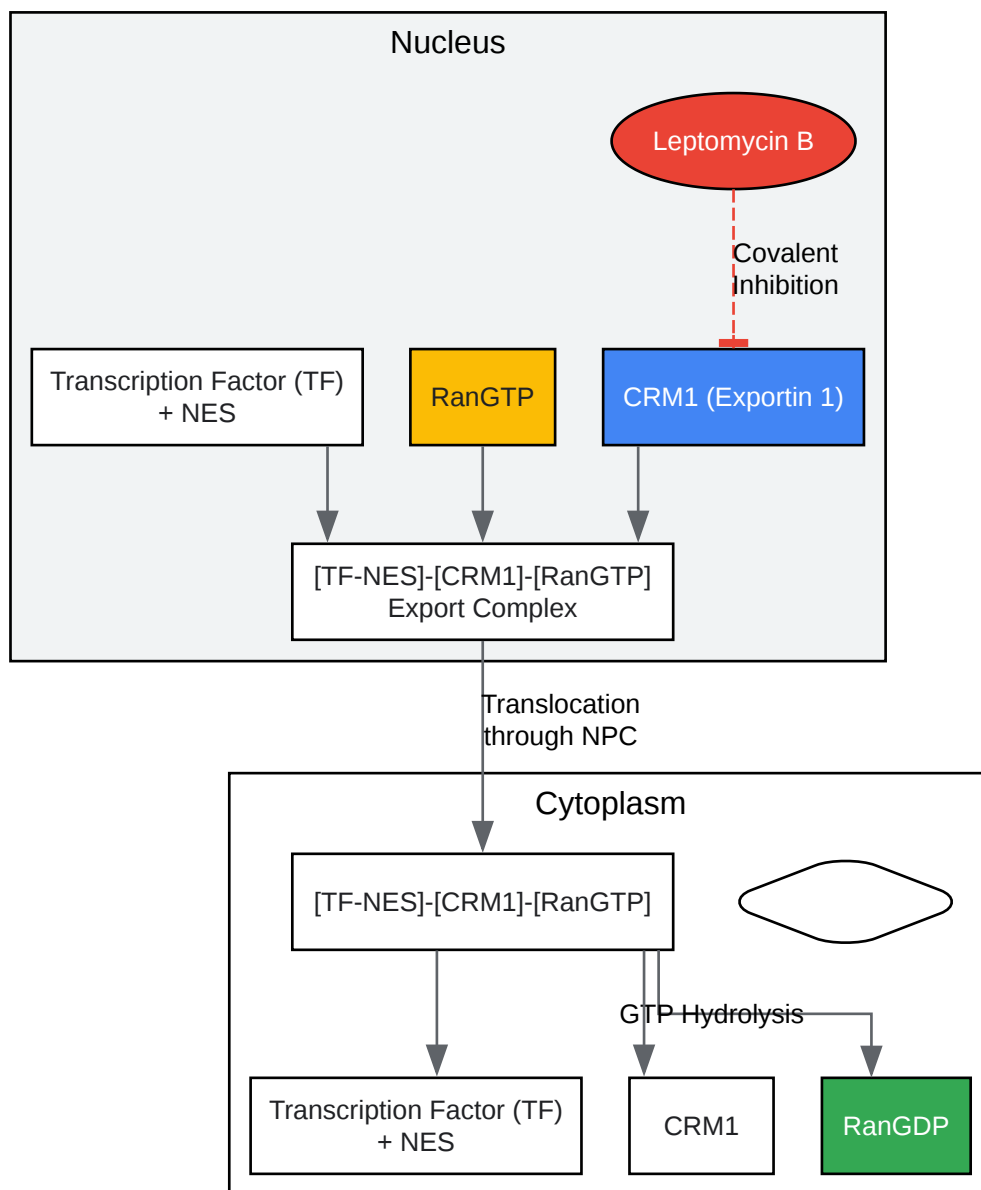 Nucleus
Leptomycin B
Covalent
Inhibition
Transcription Factor (TF)
+ NES
RanGTP
CRM1 (Exportin 1)
[TF-NES]-[CRM1]-[RanGTP]
Export Complex
Translocation
through NPC
Cytoplasm
[TF-NES]-[CRM1]-[RanGTP]
GTP Hydrolysis
Transcription Factor (TF)
+ NES
CRM1
RanGDP